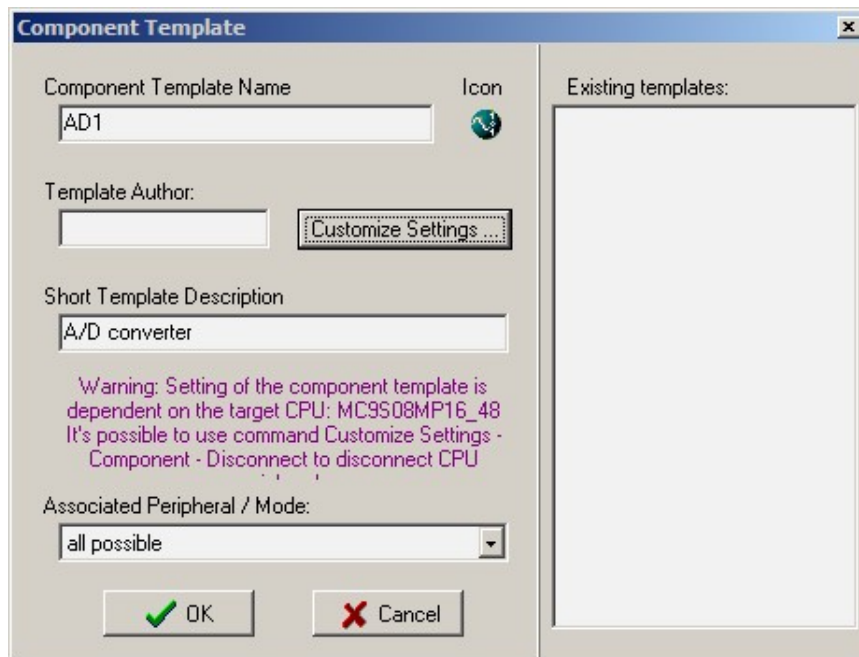 Component Template
Component Template Name
Icon
AD1
Template Author:
Customize Settings ...
Short Template Description
A/D converter
Warning: Setting of the component template is
dependent on the target CPU: MC9S08MP16_48
It's possible to use command Customize Settings -
Component - Disconnect to disconnect CPU
Associated Peripheral / Mode:
all possible
OK
Cancel
Existing templates: